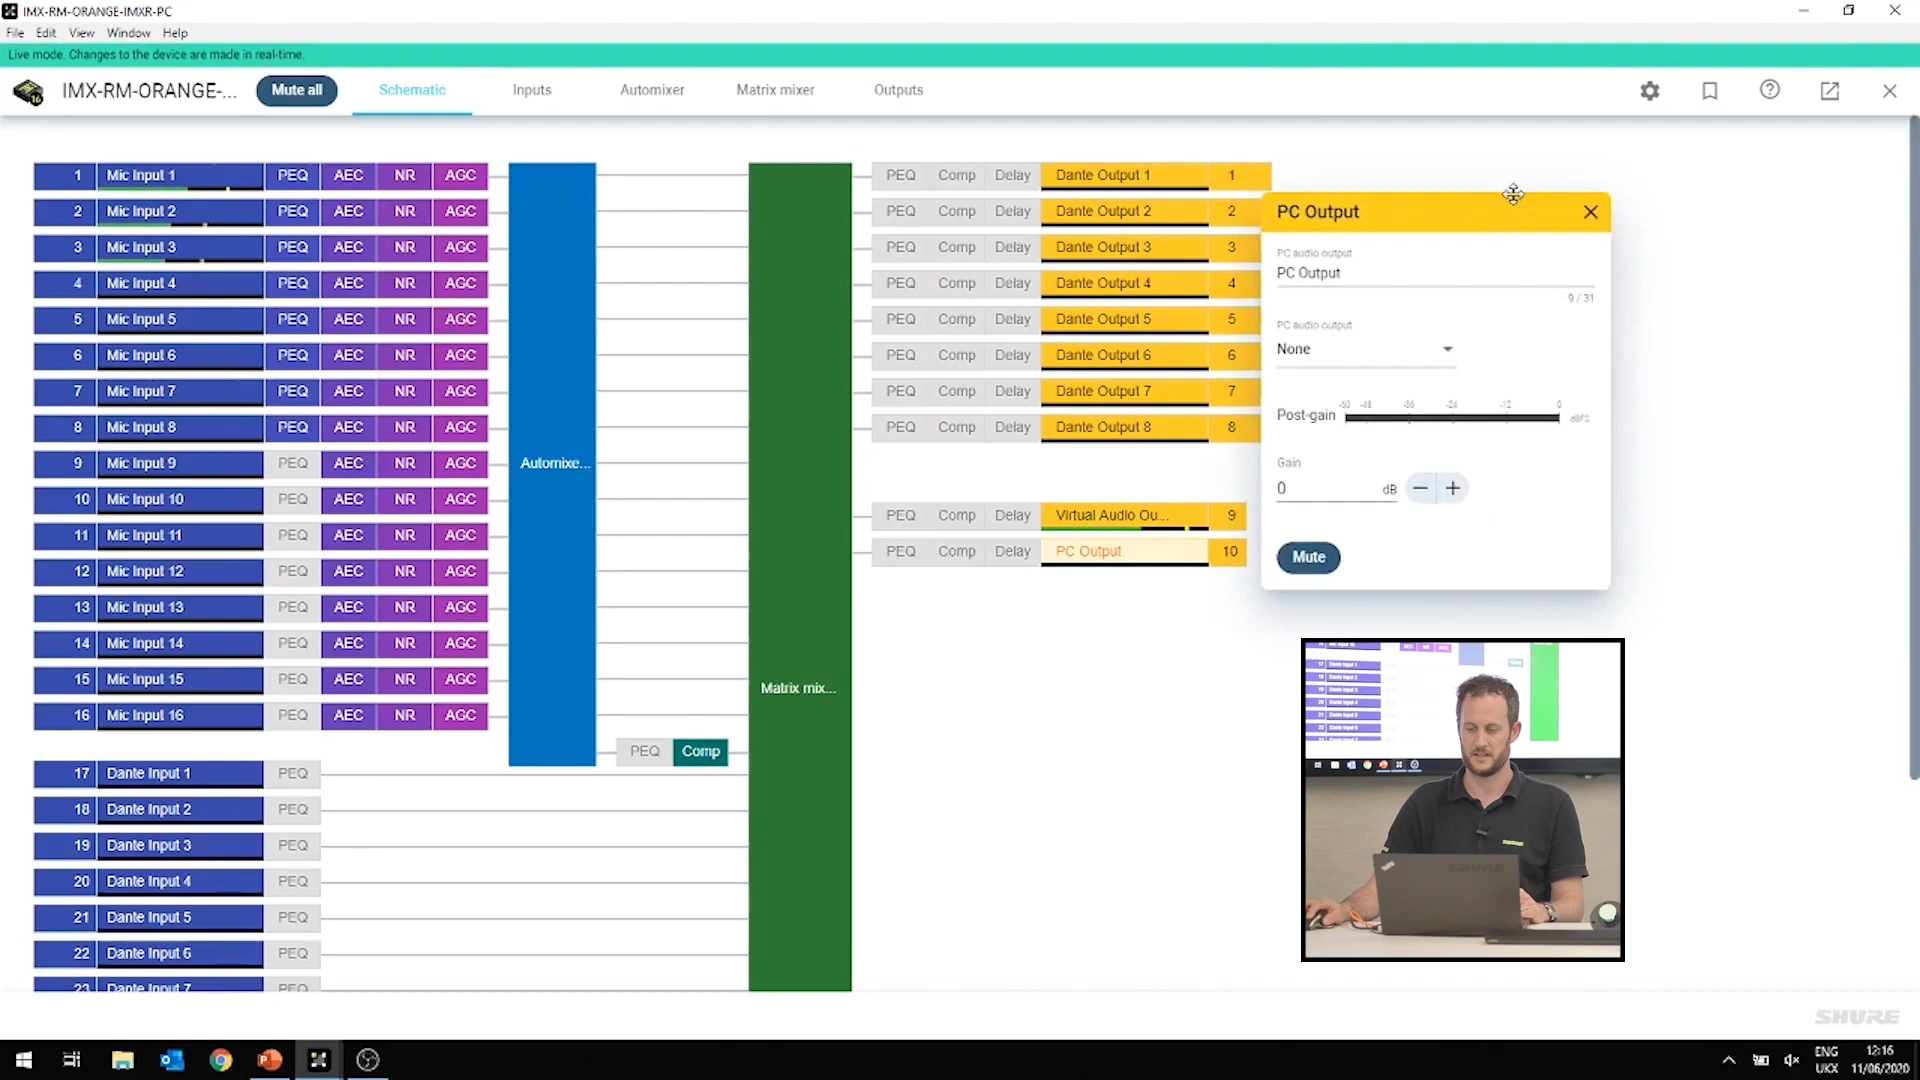 IMX-RM-ORANGE-IMXR-PC
File Edit View Window Help
Live mode. Changes to the device are made in real-time.
IMX-RM-ORANGE-... Mute all Schematic Inputs Automixer Matrix mixer Outputs
1 Mic Input 1 PEQ AEC NR AGC
2 Mic Input 2 PEQ AEC NR AGC
3 Mic Input 3 PEQ AEC NR AGC
4 Mic Input 4 PEQ AEC NR AGC
5 Mic Input 5 PEQ AEC NR AGC
6 Mic Input 6 PEQ AEC NR AGC
7 Mic Input 7 PEQ AEC NR AGC
8 Mic Input 8 PEQ AEC NR AGC
9 Mic Input 9 PEQ AEC NR AGC
10 Mic Input 10 PEQ AEC NR AGC
11 Mic Input 11 PEQ AEC NR AGC
12 Mic Input 12 PEQ AEC NR AGC
13 Mic Input 13 PEQ AEC NR AGC
14 Mic Input 14 PEQ AEC NR AGC
15 Mic Input 15 PEQ AEC NR AGC
16 Mic Input 16 PEQ AEC NR AGC
17 Dante Input 1 PEQ
18 Dante Input 2 PEQ
19 Dante Input 3 PEQ
20 Dante Input 4 PEQ
21 Dante Input 5 PEQ
22 Dante Input 6 PEQ
23 Dante Input 7 PEQ
Automixe...
PEQ Comp
Matrix mix...
PEQ Comp Delay Dante Output 1 1
PEQ Comp Delay Dante Output 2 2
PEQ Comp Delay Dante Output 3 3
PEQ Comp Delay Dante Output 4 4
PEQ Comp Delay Dante Output 5 5
PEQ Comp Delay Dante Output 6 6
PEQ Comp Delay Dante Output 7 7
PEQ Comp Delay Dante Output 8 8
PEQ Comp Delay Virtual Audio Ou... 9
PEQ Comp Delay PC Output 10
PC Output
PC audio output
PC Output
9 / 31
PC audio output
None
-60 -48 -36 -24 -12 0
Post-gain dBFS
Gain
0 dB
Mute
SHURE
SHURE
16
ENG
UKX
12:16
11/06/2020